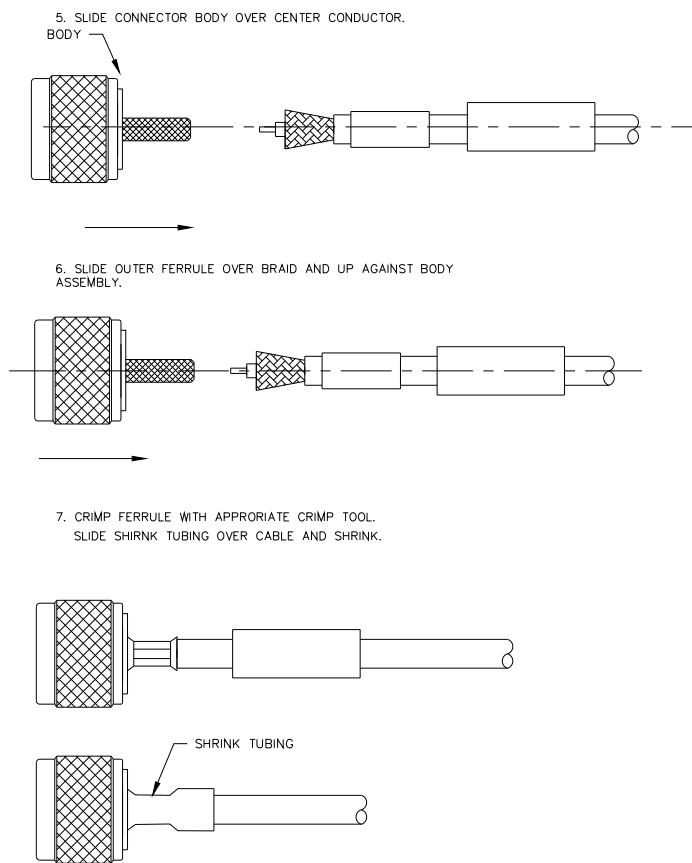 5. SLIDE CONNECTOR BODY OVER CENTER CONDUCTOR.
BODY
6. SLIDE OUTER FERRULE OVER BRAID AND UP AGAINST BODY
ASSEMBLY.
7. CRIMP FERRULE WITH APPRORIATE CRIMP TOOL.
SLIDE SHIRNK TUBING OVER CABLE AND SHRINK.
SHRINK TUBING